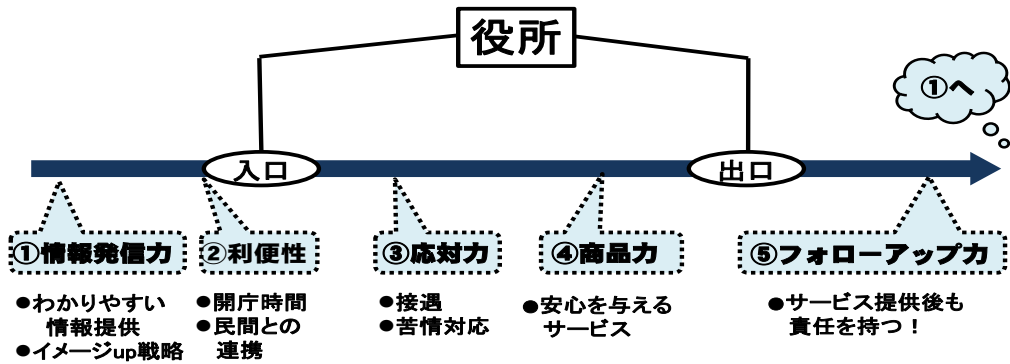 役所
①へ
入口
出口
①情報発信力
②利便性
③応対力
④商品力
⑤フォローアップ力
●わかりやすい
情報提供
●イメージup戦略
●開庁時間
●民間との
連携
●接遇
●苦情対応
●安心を与える
サービス
●サービス提供後も
責任を持つ！